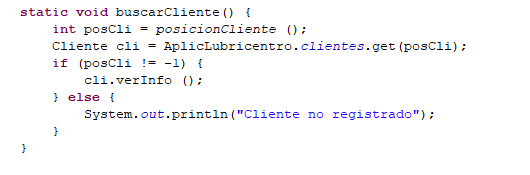 static void buscarCliente() {
int posCli = posicionCliente ();
Cliente cli = AplicLubricentro.clientes.get(posCli);
if (posCli != -1) {
cli.verInfo ();
} else {
System.out.println("Cliente no registrado");
}
}